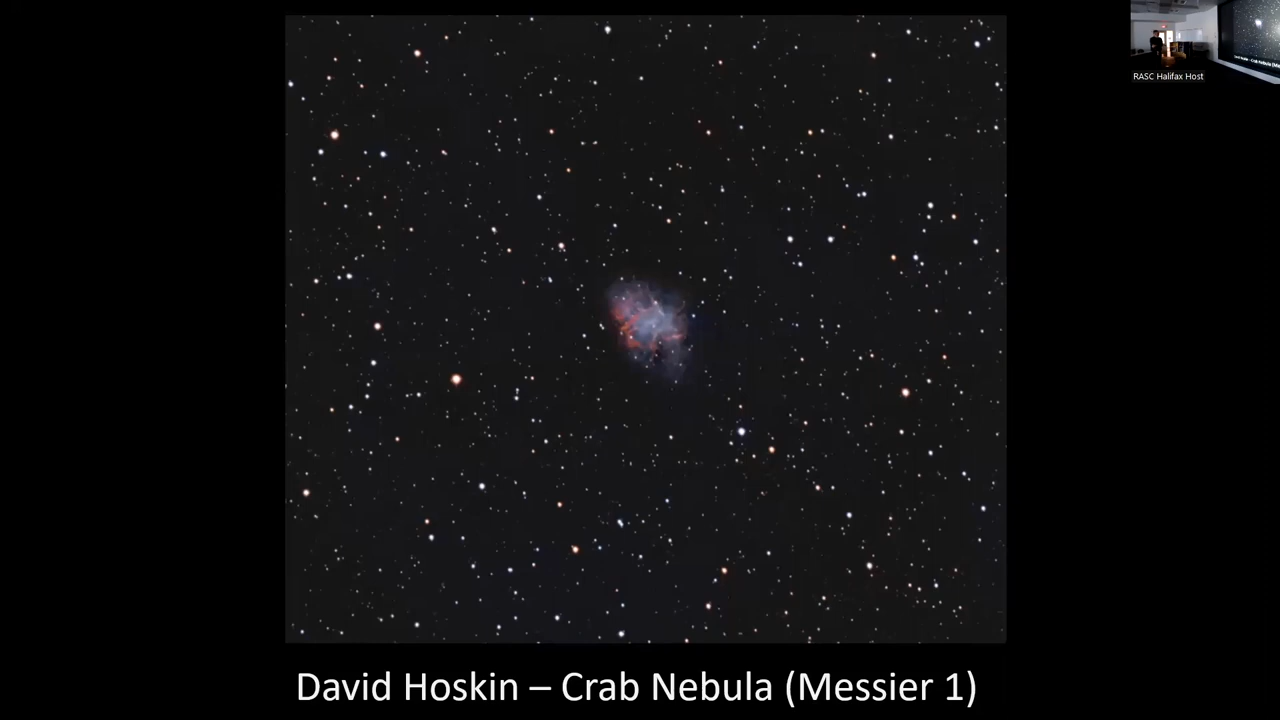 RASC Halifax Host
David Hoskin – Crab Nebula (Messier 1)